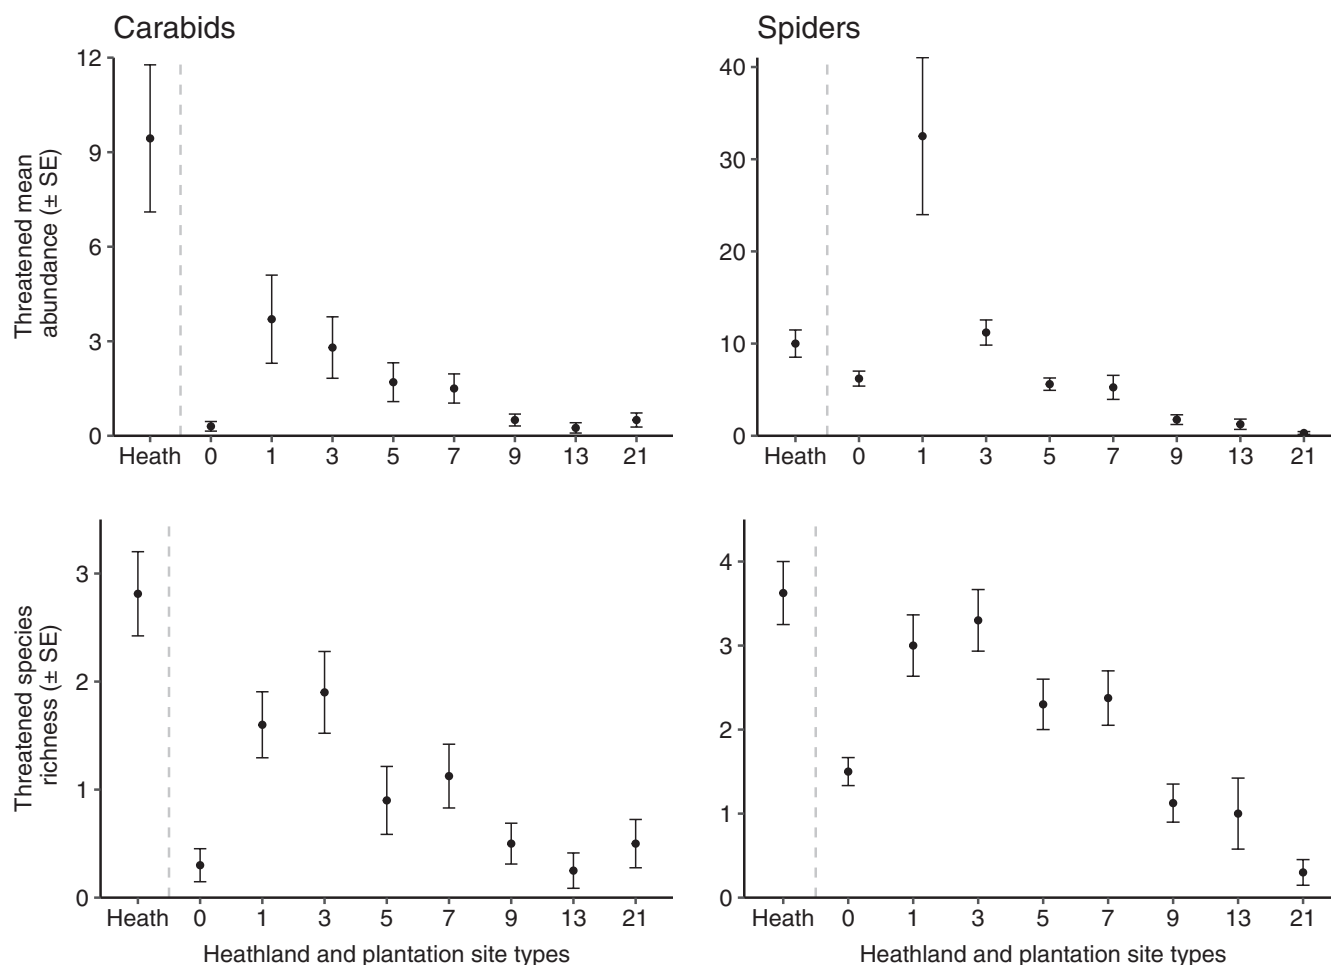 Carabids
Threatened mean
abundance (± SE)
12
9
6
3
0
Heath 0 1 3 5 7 9 13 21
Spiders
40
30
20
10
0
Heath 0 1 3 5 7 9 13 21
Threatened species
richness (± SE)
3
2
1
0
Heath 0 1 3 5 7 9 13 21
Heathland and plantation site types
4
3
2
1
0
Heath 0 1 3 5 7 9 13 21
Heathland and plantation site types